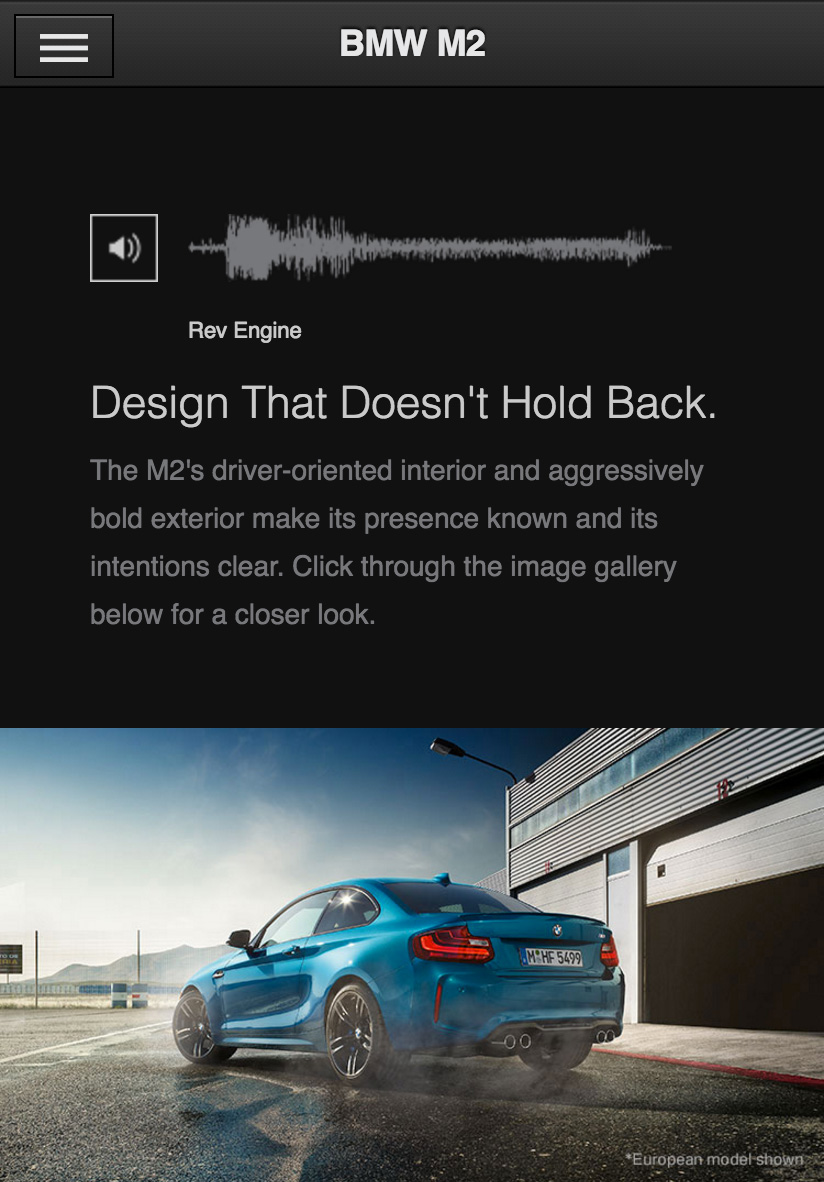 BMW M2
Rev Engine
Design That Doesn't Hold Back.
The M2's driver-oriented interior and aggressively
bold exterior make its presence known and its
intentions clear. Click through the image gallery
below for a closer look.
M HF 5499
*European model shown